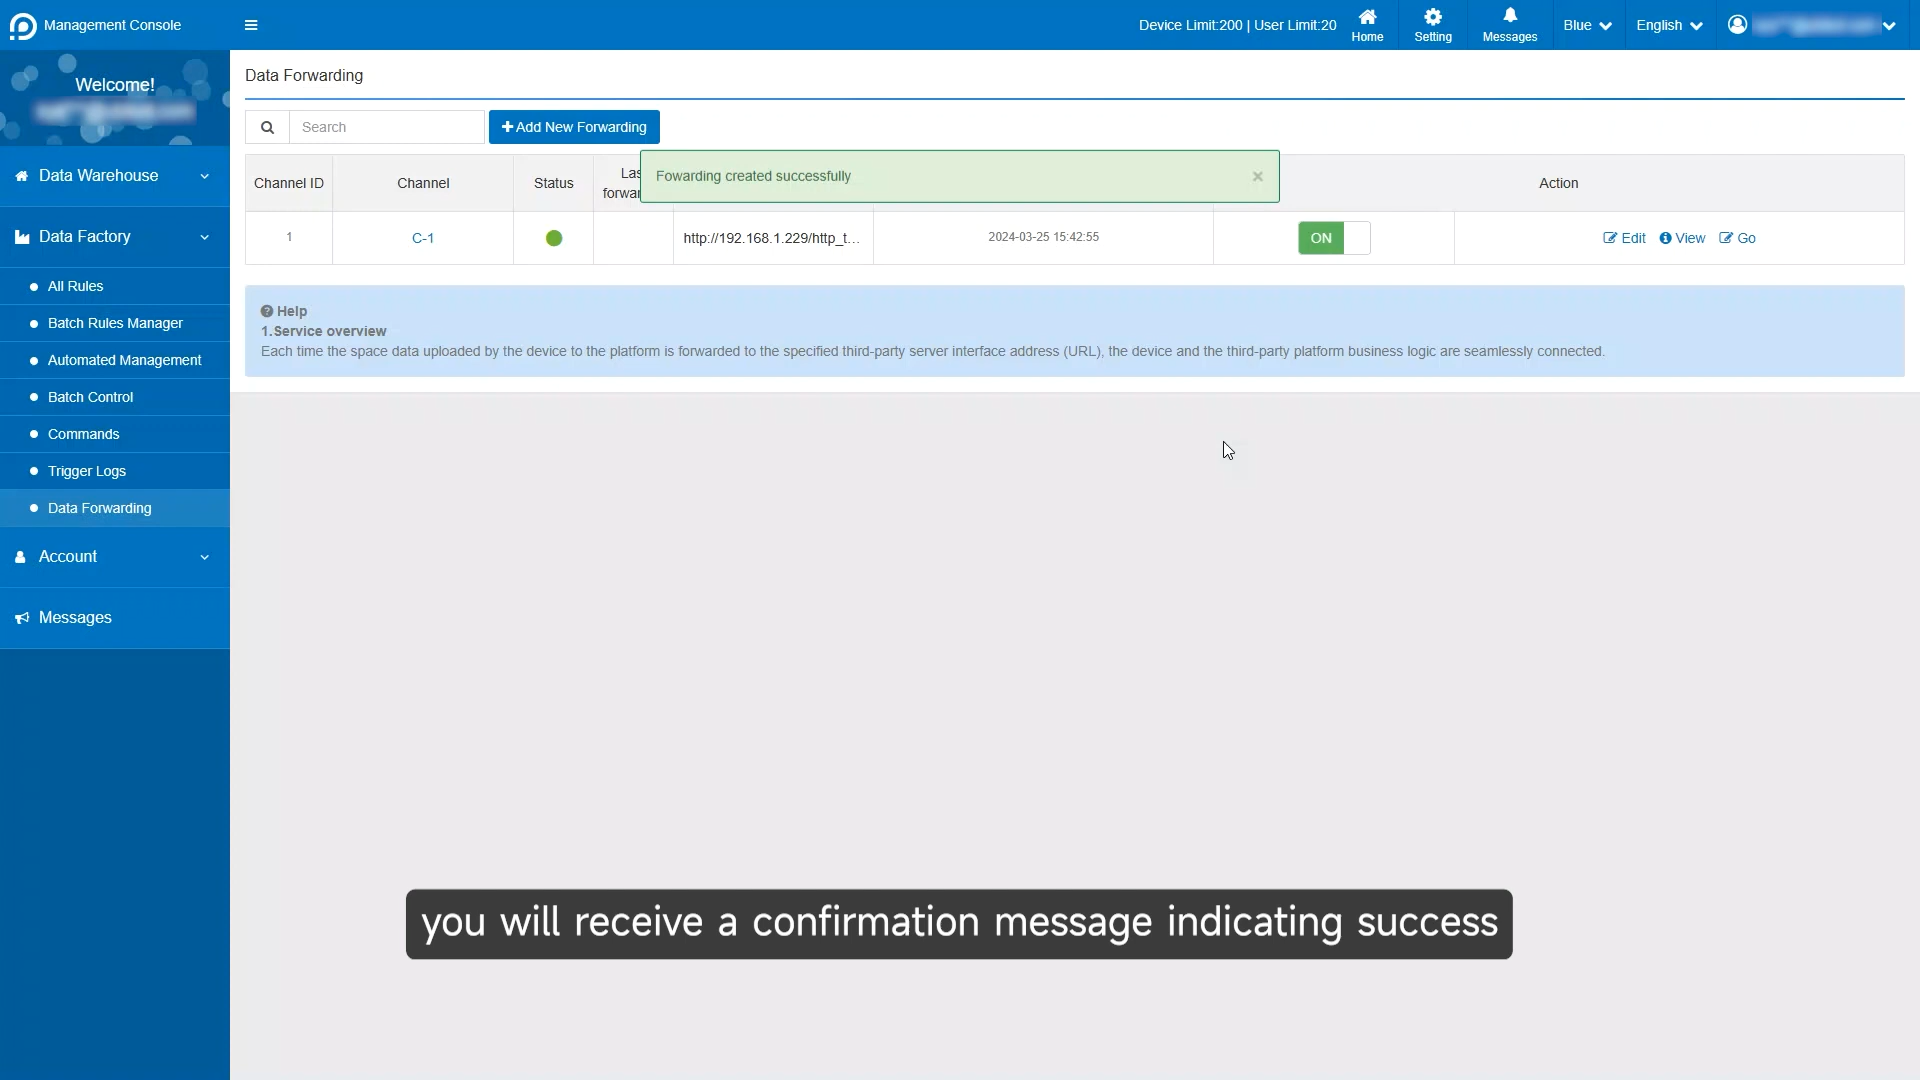 Management Console
Device Limit:200 | User Limit:20
Home
Setting
Messages
Blue
English
Welcome!
Data Warehouse
Data Factory
All Rules
Batch Rules Manager
Automated Management
Batch Control
Commands
Trigger Logs
Data Forwarding
Account
Messages
Data Forwarding
Search
Add New Forwarding
Fowarding created successfully ×
Channel ID Channel Status Action
1 C-1 http://192.168.1.229/http_t... 2024-03-25 15:42:55 ON Edit View Go
Help
1.Service overview
Each time the space data uploaded by the device to the platform is forwarded to the specified third-party server interface address (URL), the device and the third-party platform business logic are seamlessly connected.
you will receive a confirmation message indicating success